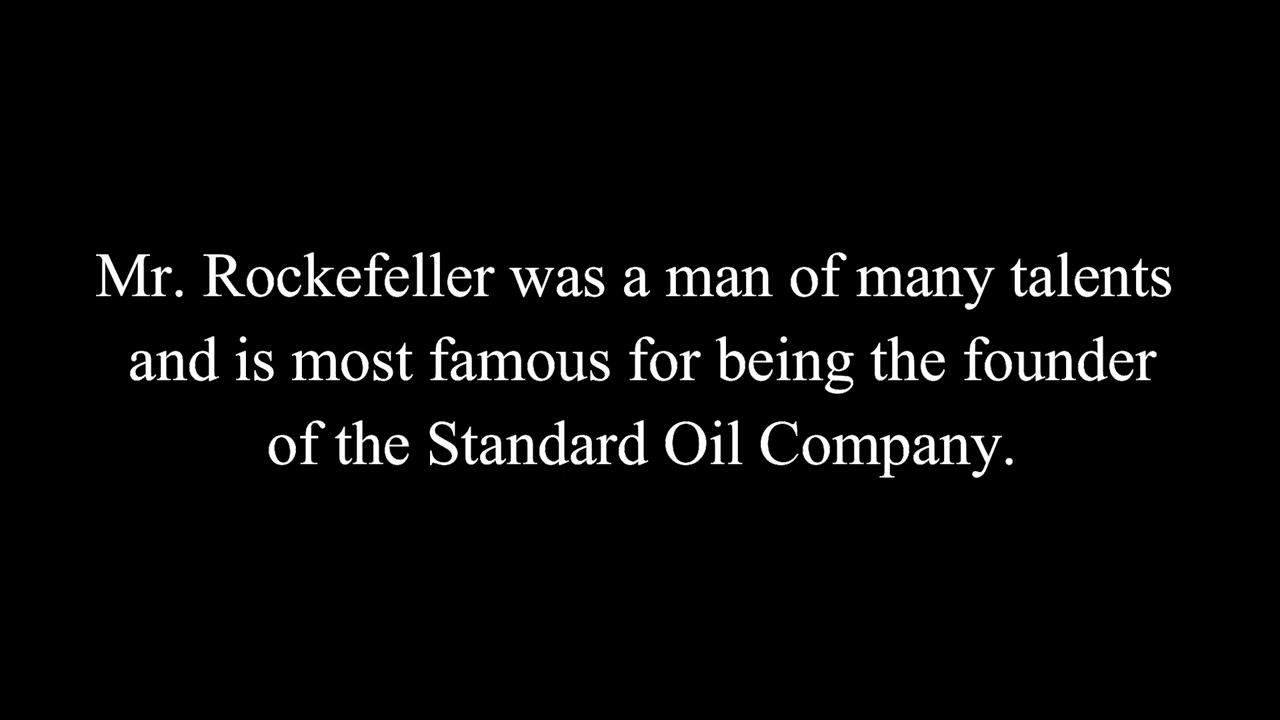 Mr. Rockefeller was a man of many talents
and is most famous for being the founder
of the Standard Oil Company.